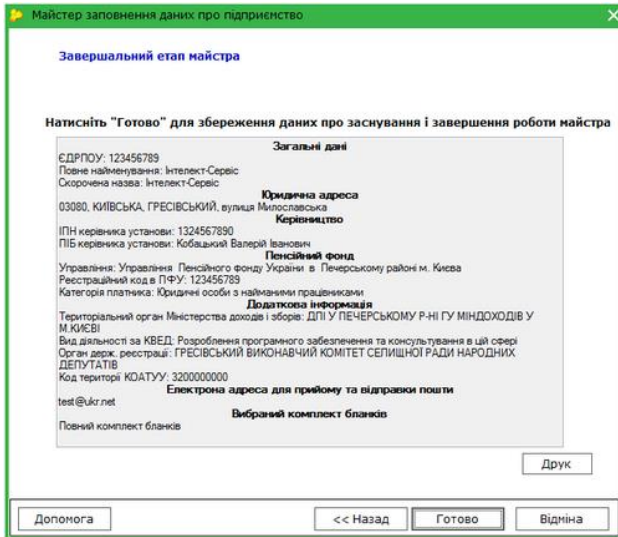 Майстер заповнення даних про підприємство
Завершальний етап майстра
Натисніть "Готово" для збереження даних про заснування і завершення роботи майстра
Загальні дані
ЄДРПОУ: 123456789
Повне найменування: Інтелект-Сервіс
Скорочена назва: Інтелект-Сервіс
Юридична адреса
03080, КИЇВСЬКА, ГРЕСІВСЬКИЙ, вулиця Милославська
Керівництво
ІПН керівника установи: 1324567890
ПІБ керівника установи: Кобацький Валерій Іванович
Пенсійний фонд
Управління: Управління Пенсійного фонду України в Печерському районі м. Києва
Реєстраційний код в ПФУ: 123456789
Категорія платника: Юридичні особи з найманими працівниками
Додаткова інформація
Територіальний орган Міністерства доходів і зборів: ДПІ У ПЕЧЕРСЬКОМУ Р-НІ ГУ МІНДОХОДІВ У
М.КИЄВІ
Вид діяльності за КВЕД: Розроблення програмного забезпечення та консультування в цій сфері
Орган держ. реєстрації: ГРЕСІВСЬКИЙ ВИКОНАВЧИЙ КОМІТЕТ СЕЛИЩНОЇ РАДИ НАРОДНИХ
ДЕПУТАТІВ
Код території КОАТУУ: 3200000000
Електрона адреса для прийому та відправки пошти
test@ukr.net
Вибраний комплект бланків
Повний комплект бланків
Друк
Допомога
<< Назад
Готово
Відміна